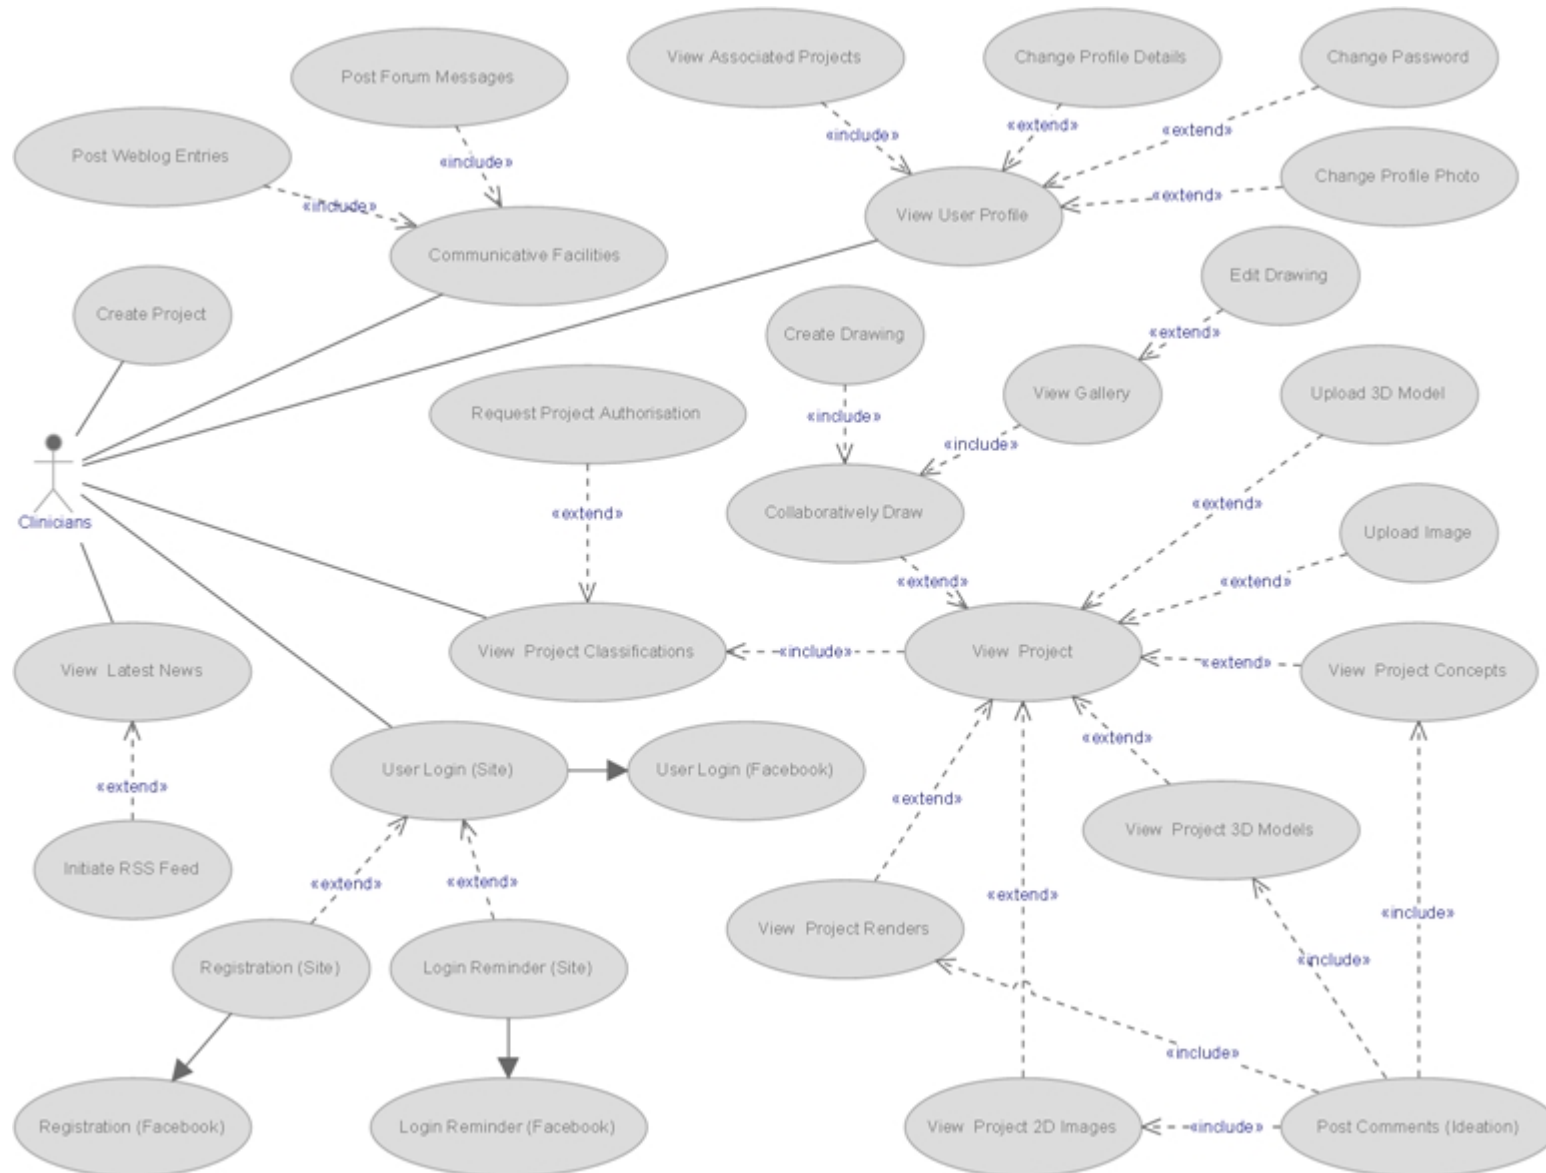 View Associated Projects
Change Profile Details
Change Password
Post Forum Messages
«include»
«extend»
«extend»
Post Weblog Entries
«include»
Change Profile Photo
«extend»
«include»
View User Profile
Communicative Facilities
Edit Drawing
Create Project
Create Drawing
«extend»
View Gallery
Upload 3D Model
Request Project Authorisation
«include»
«include»
«extend»
Clinicians
«extend»
Collaboratively Draw
Upload Image
«extend»
«extend»
View Latest News
View Project Classifications
«include»
View Project
«extend»
View Project Concepts
«extend»
User Login (Site)
User Login (Facebook)
«extend»
«extend»
View Project 3D Models
Initiate RSS Feed
«extend»
«extend»
«extend»
«include»
View Project Renders
Registration (Site)
Login Reminder (Site)
«include»
«include»
Registration (Facebook)
Login Reminder (Facebook)
View Project 2D Images
«include»
Post Comments (Ideation)